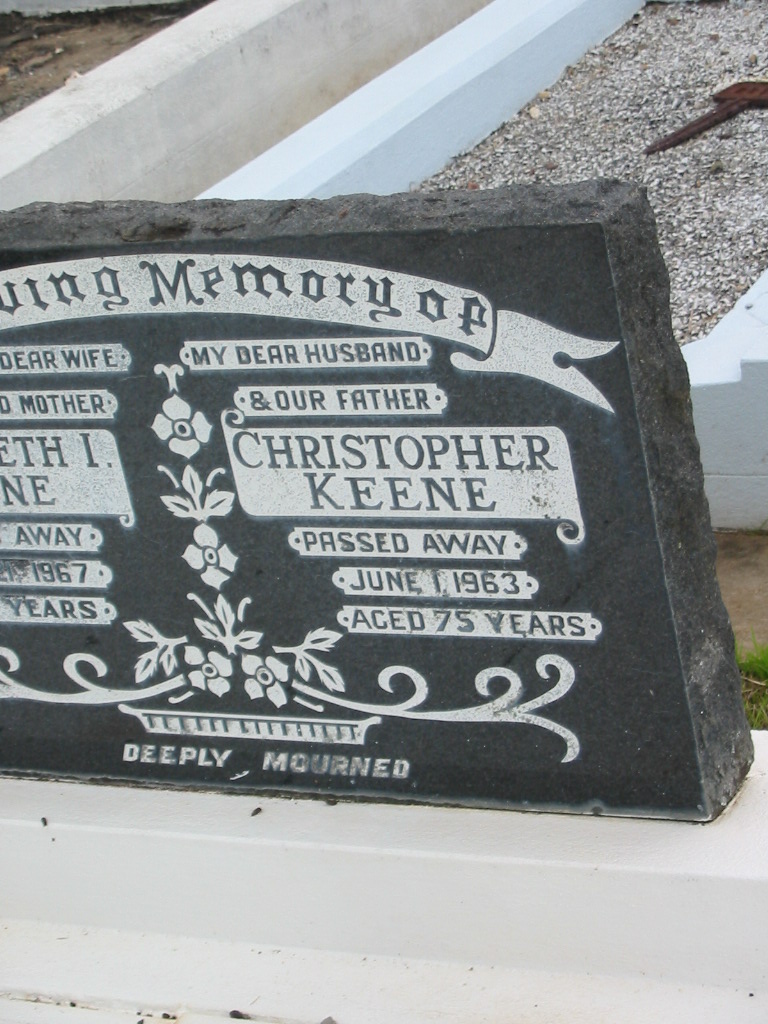 ving Memory of
DEAR WIFE
D MOTHER
ETH I.
NE
AWAY
1967
YEARS
MY DEAR HUSBAND
& OUR FATHER
CHRISTOPHER
KEENE
PASSED AWAY
JUNE 1, 1963
AGED 75 YEARS
DEEPLY MOURNED